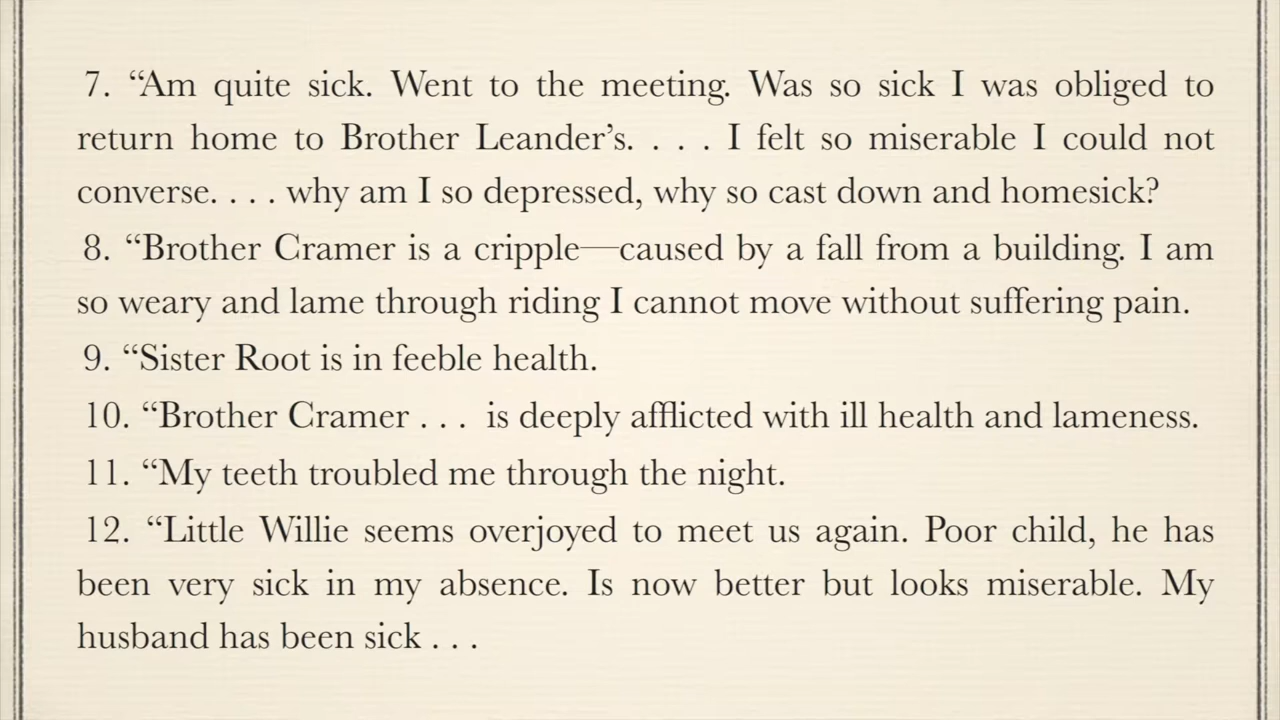 7. “Am quite sick. Went to the meeting. Was so sick I was obliged to
return home to Brother Leander’s. . . . I felt so miserable I could not
converse. . . . why am I so depressed, why so cast down and homesick?
8. “Brother Cramer is a cripple—caused by a fall from a building. I am
so weary and lame through riding I cannot move without suffering pain.
9. “Sister Root is in feeble health.
10. “Brother Cramer . . . is deeply afflicted with ill health and lameness.
11. “My teeth troubled me through the night.
12. “Little Willie seems overjoyed to meet us again. Poor child, he has
been very sick in my absence. Is now better but looks miserable. My
husband has been sick . . .